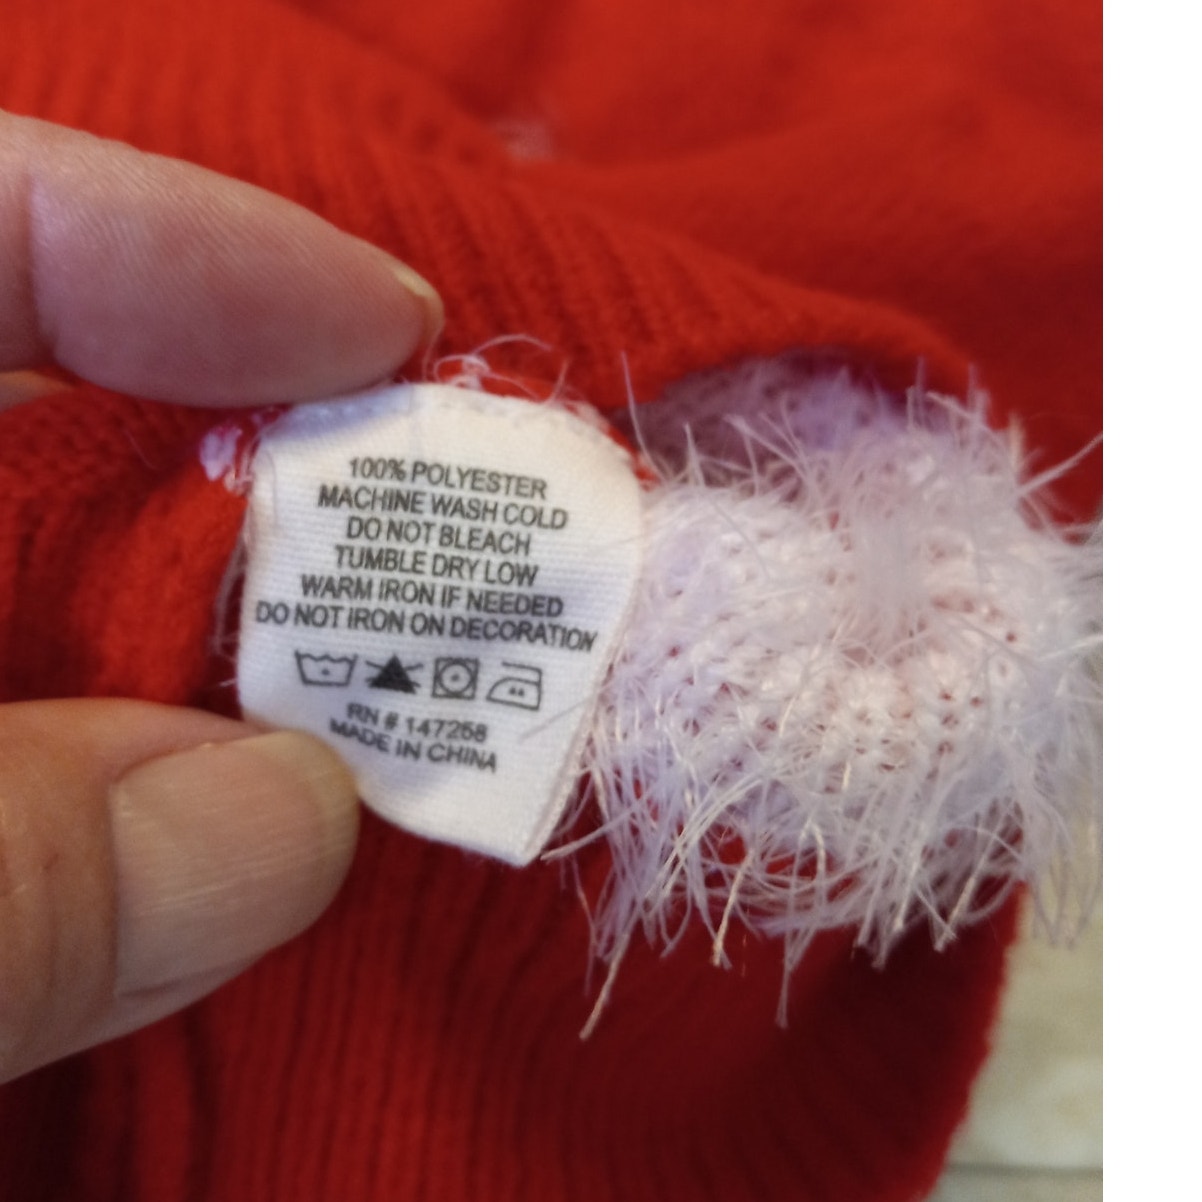 100% POLYESTER
MACHINE WASH COLD
DO NOT BLEACH
TUMBLE DRY LOW
WARM IRON IF NEEDED
DO NOT IRON ON DECORATION
RN # 147268
MADE IN CHINA